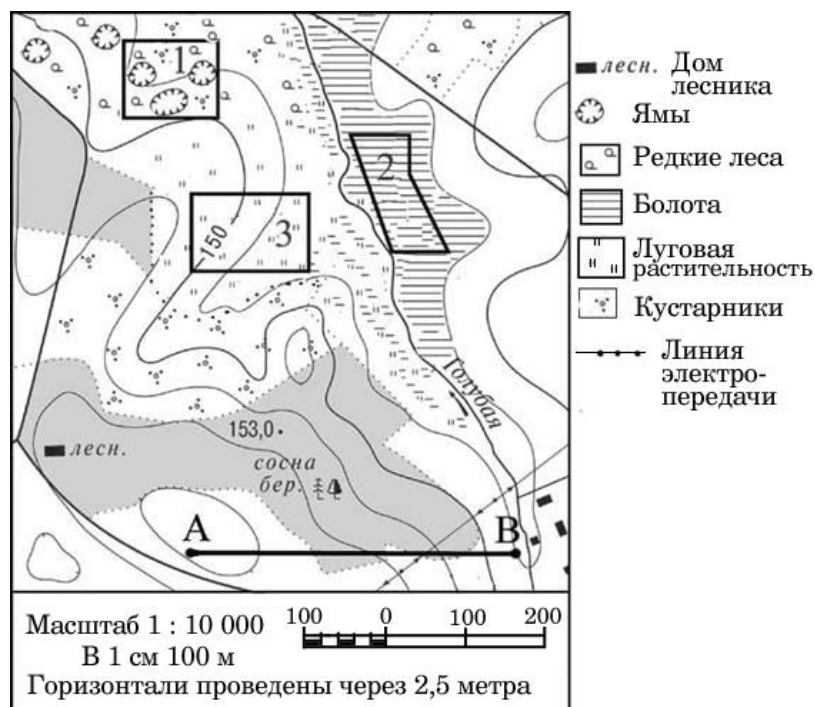 1
2
150
3
Голубая
153,0
лесн.
сосна
бер.
А
В
Масштаб 1 : 10 000
В 1 см 100 м
100 0 100 200
Горизонтали проведены через 2,5 метра
лесн. Дом
лесника
Ямы
Редкие леса
Болота
Луговая
растительность
Кустарники
Линия
электро-
передачи